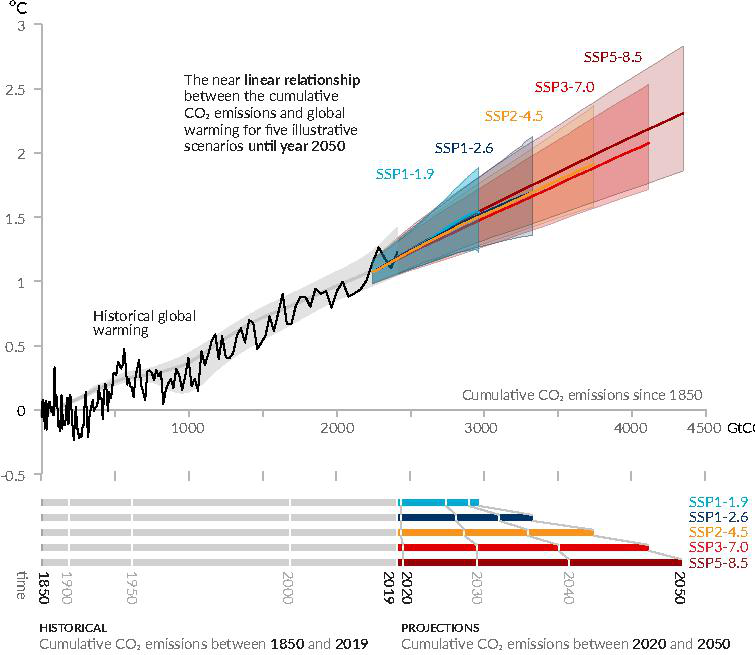 °C
3
2.5
2
1.5
1
0.5
0
-0.5
The near linear relationship
between the cumulative
CO₂ emissions and global
warming for five illustrative
scenarios until year 2050
SSP5-8.5
SSP3-7.0
SSP2-4.5
SSP1-2.6
SSP1-1.9
Historical global
warming
Cumulative CO₂ emissions since 1850
1000
2000
3000
4000
4500
GtCO
SSP1-1.9
SSP1-2.6
SSP2-4.5
SSP3-7.0
SSP5-8.5
time
1850
1900
1950
2000
2019
2020
2030
2040
2050
HISTORICAL
Cumulative CO₂ emissions between 1850 and 2019
PROJECTIONS
Cumulative CO₂ emissions between 2020 and 2050